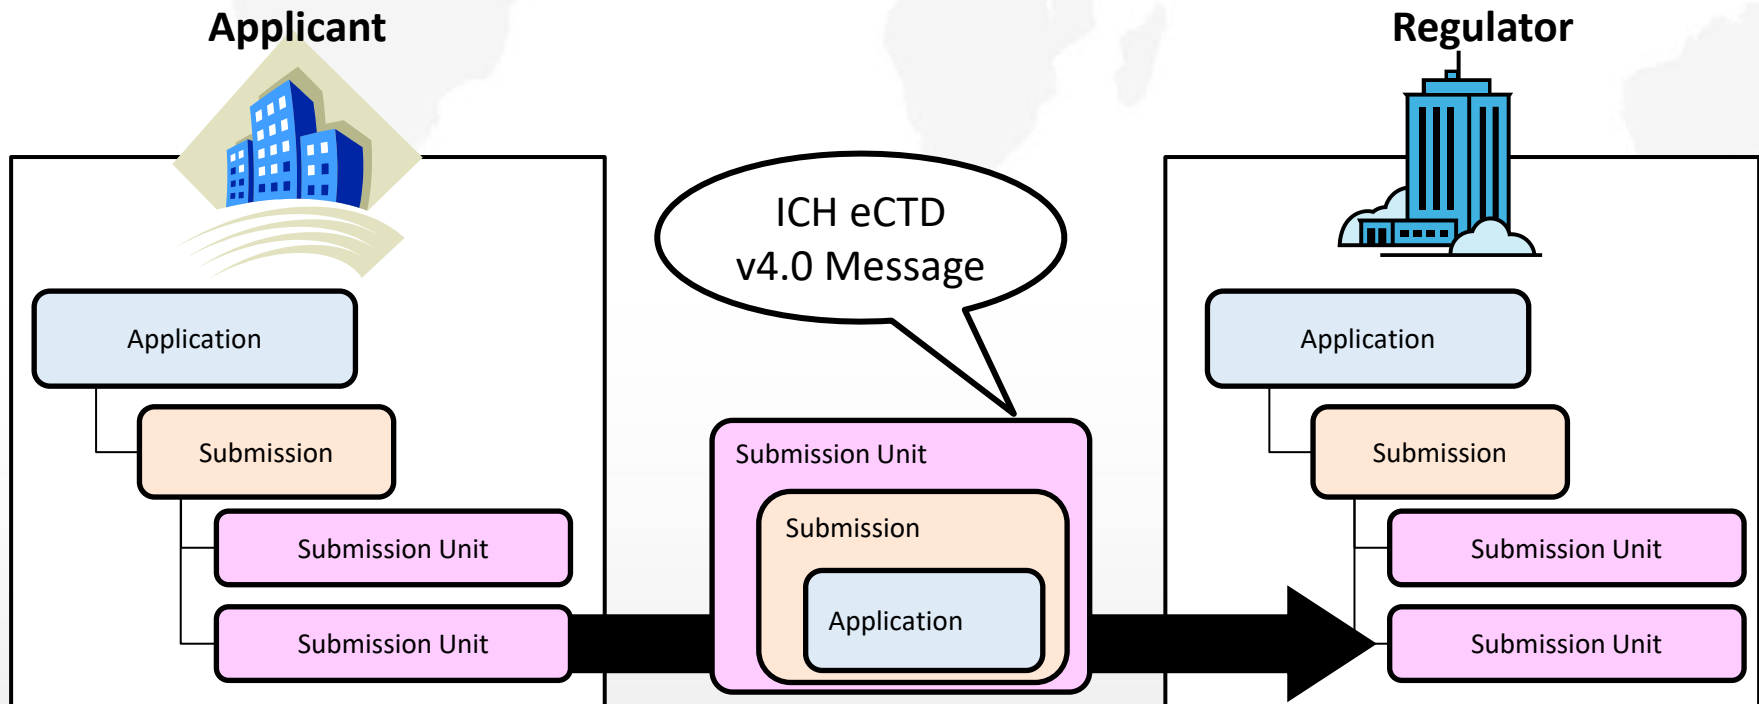 Applicant
Regulator
ICH eCTD
v4.0 Message
Application
Submission
Submission Unit
Submission Unit
Submission Unit
Submission
Application
Application
Submission
Submission Unit
Submission Unit